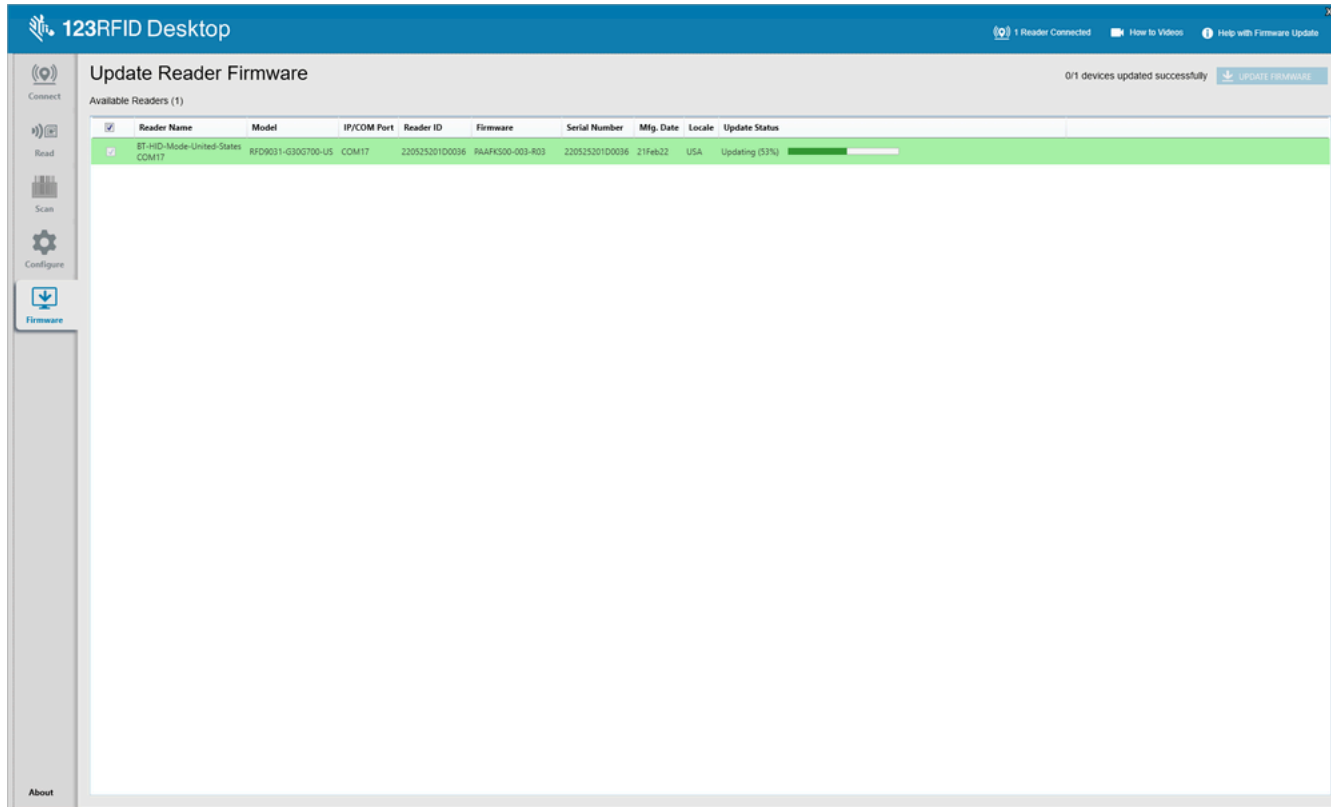 123RFID Desktop
1 Reader Connected
How to Videos
Help with Firmware Update
X
Connect
Read
Scan
Configure
Firmware
About
Update Reader Firmware
0/1 devices updated successfully
UPDATE FIRMWARE
Available Readers (1)
Reader Name Model IP/COM Port Reader ID Firmware Serial Number Mfg. Date Locale Update Status
BT-HID-Mode-United-States
COM17
RFD9031-G30G700-US COM17 220525201D0036 PAAFKS00-003-R03 220525201D0036 21Feb22 USA Updating (53%)